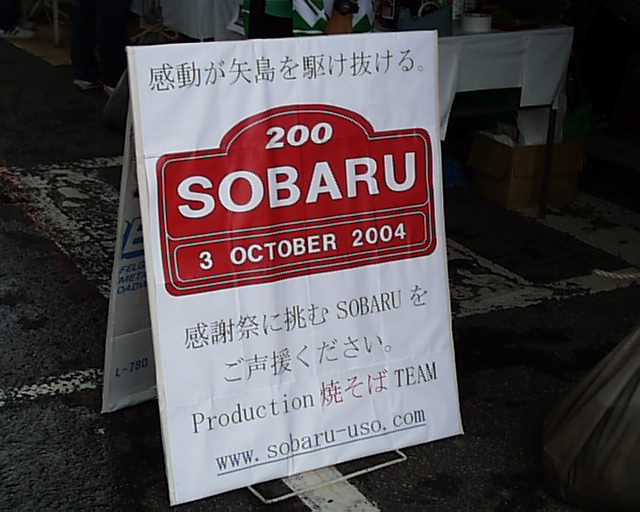 感動が矢島を駆け抜ける。
200
SOBARU
3 OCTOBER 2004
感謝祭に挑む SOBARU を
ご声援ください。
Production 焼そば TEAM
www.sobaru-uso.com
L-780